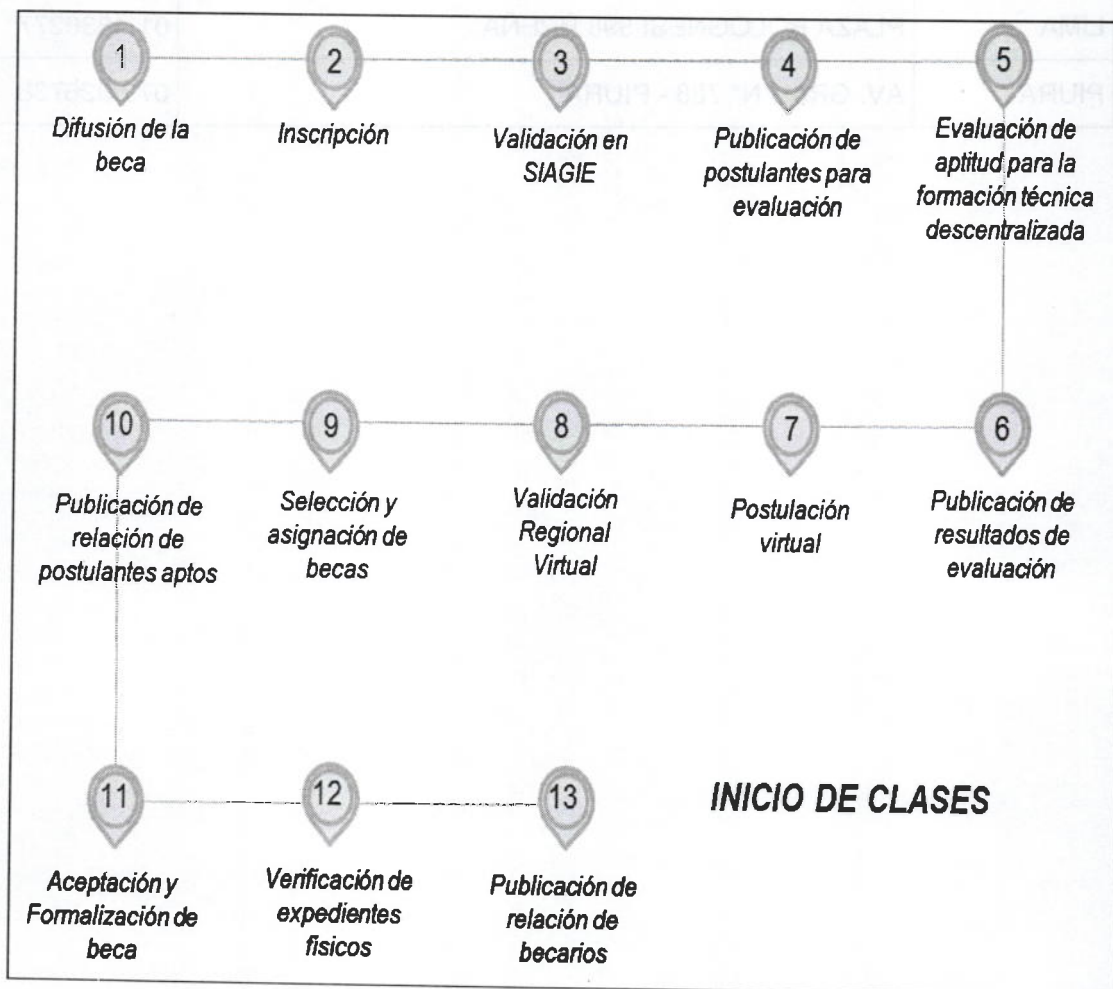 1
Difusión de la
beca
2
Inscripción
3
Validación en
SIAGIE
4
Publicación de
postulantes para
evaluación
5
Evaluación de
aptitud para la
formación técnica
descentralizada
6
Publicación de
resultados de
evaluación
7
Postulación
virtual
8
Validación
Regional
Virtual
9
Selección y
asignación de
becas
10
Publicación de
relación de
postulantes aptos
11
Aceptación y
Formalización de
beca
12
Verificación de
expedientes
físicos
13
Publicación de
relación de
becarios
INICIO DE CLASES